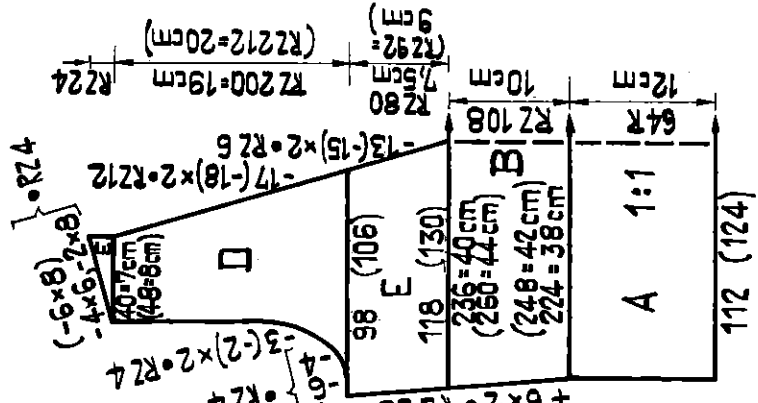 RZ24
RZ200=19cm
(RZ212=20cm)
RZ80
7,5cm
(RZ92=
9cm)
RZ108
10cm
64R
12cm
}•RZ4
(-6×8)
-4×6,-2×8
E
40=7cm
(48=8cm)
D
-17(-18)×2•RZ12
-13(-15)×2•RZ6
-3(-2)×2•RZ4
-4
-6
{
•RZ4
98 (106)
E
118 (130)
B
236=40cm
(260=44cm)
(248=42cm)
224=38cm
+6×2•
A
1:1
112 (124)